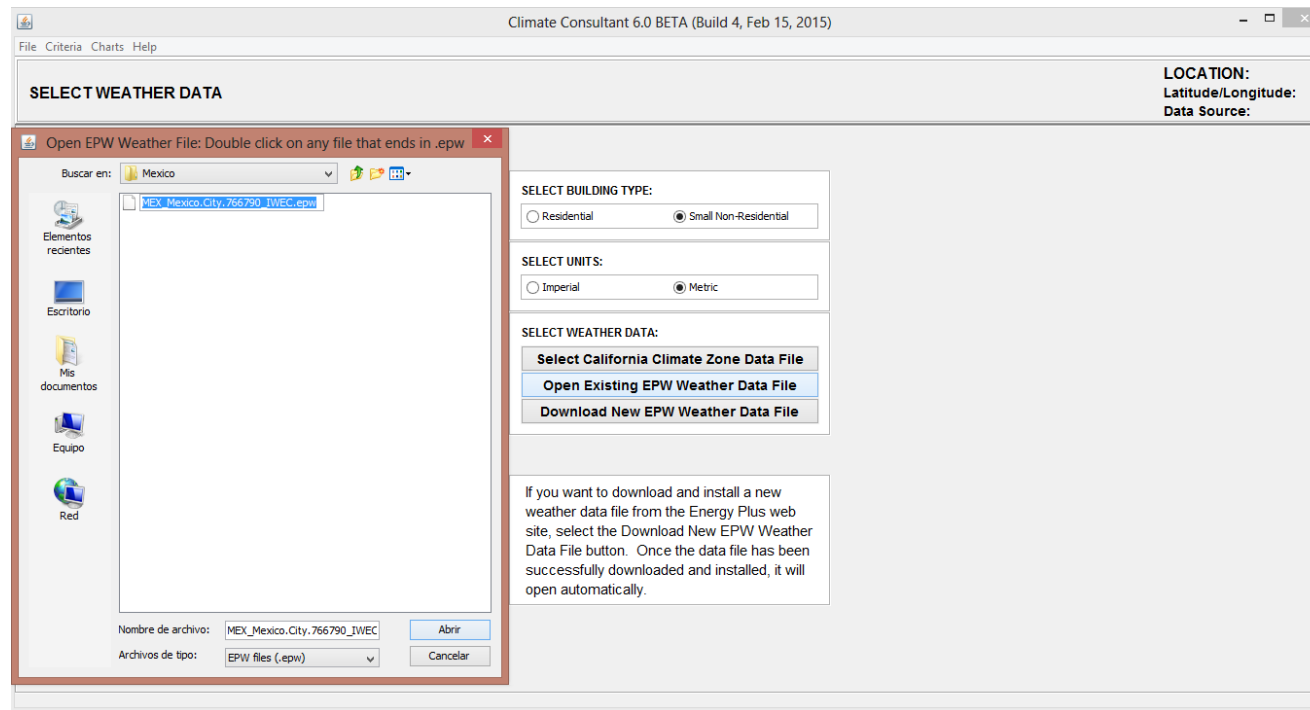 Climate Consultant 6.0 BETA (Build 4, Feb 15, 2015)
File Criteria Charts Help
SELECT WEATHER DATA
LOCATION:
Latitude/Longitude:
Data Source:
Open EPW Weather File: Double click on any file that ends in .epw
Buscar en:
Mexico
MEX_Mexico.City.766790_IWEC.epw
Elementos
recientes
Escritorio
Mis
documentos
Equipo
Red
Nombre de archivo:
MEX_Mexico.City.766790_IWEC
Abrir
Archivos de tipo:
EPW files (.epw)
Cancelar
SELECT BUILDING TYPE:
Residential
Small Non-Residential
SELECT UNITS:
Imperial
Metric
SELECT WEATHER DATA:
Select California Climate Zone Data File
Open Existing EPW Weather Data File
Download New EPW Weather Data File
If you want to download and install a new
weather data file from the Energy Plus web
site, select the Download New EPW Weather
Data File button. Once the data file has been
successfully downloaded and installed, it will
open automatically.